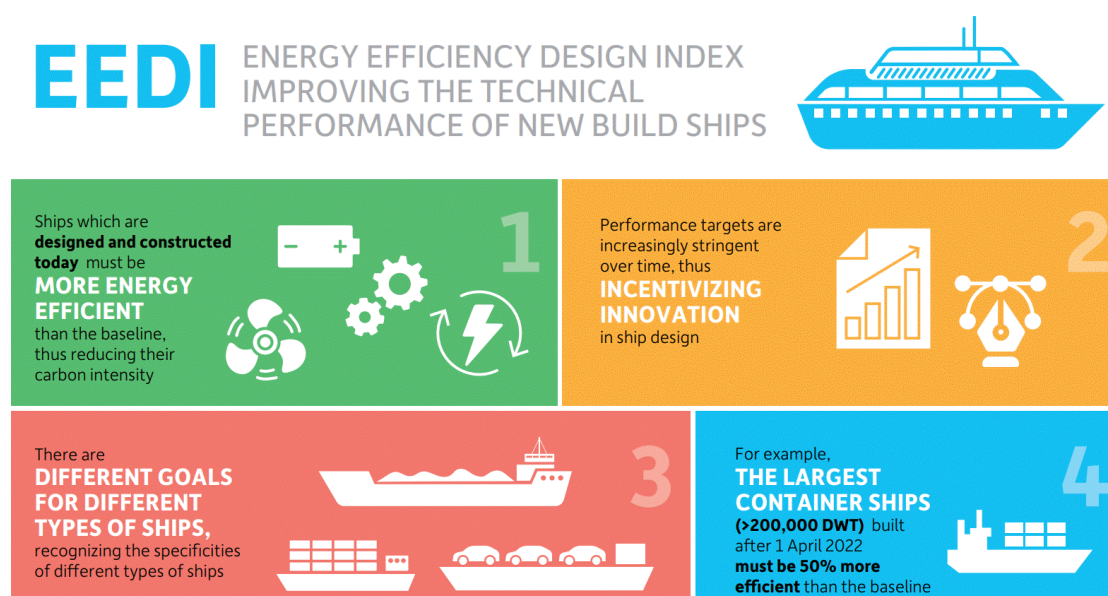 EEDI
ENERGY EFFICIENCY DESIGN INDEX
IMPROVING THE TECHNICAL
PERFORMANCE OF NEW BUILD SHIPS
1
Ships which are
designed and constructed
today must be
MORE ENERGY
EFFICIENT
than the baseline,
thus reducing their
carbon intensity
2
Performance targets are
increasingly stringent
over time, thus
INCENTIVIZING
INNOVATION
in ship design
3
There are
DIFFERENT GOALS
FOR DIFFERENT
TYPES OF SHIPS,
recognizing the specificities
of different types of ships
4
For example,
THE LARGEST
CONTAINER SHIPS
(>200,000 DWT) built
after 1 April 2022
must be 50% more
efficient than the baseline